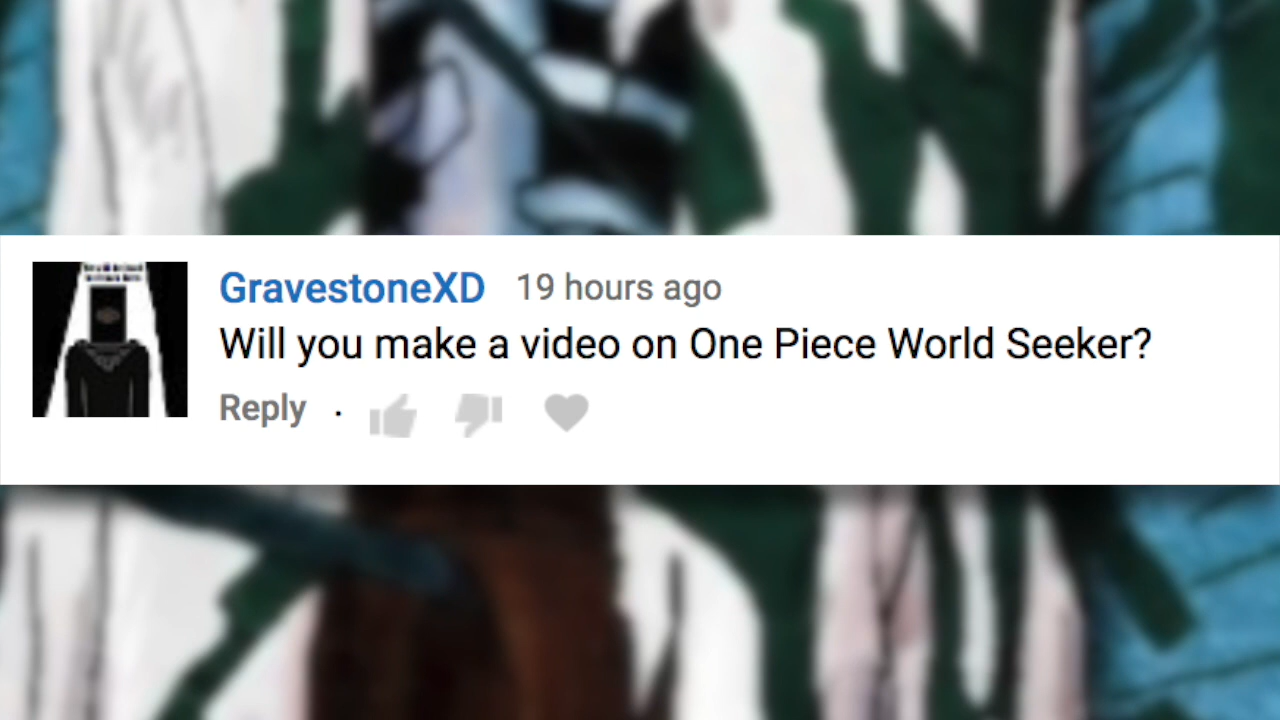 GravestoneXD 19 hours ago
Will you make a video on One Piece World Seeker?
Reply ·